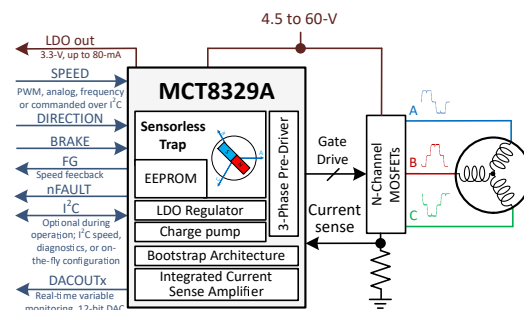 LDO out
3.3-V, up to 80-mA
SPEED
PWM, analog, frequency
or commanded over I²C
DIRECTION
BRAKE
FG
Speed feecback
nFAULT
I²C
Optional during
operation; I²C speed,
diagnostics, or on-
the-fly configuration
DACOUTx
Real-time variable
monitoring, 12-bit DAC
4.5 to 60-V
MCT8329A
Sensorless
Trap
A
EEPROM
LDO Regulator
Charge pump
Bootstrap Architecture
Integrated Current
Sense Amplifier
3-Phase Pre-Driver
Gate
Drive
Current
sense
N-Channel
MOSFETs
A
B
C